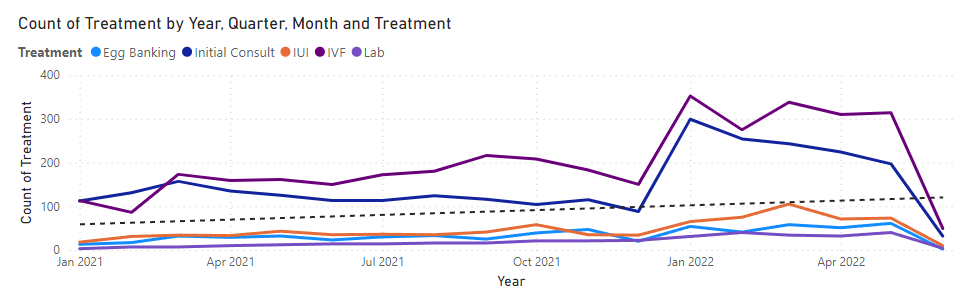 Count of Treatment by Year, Quarter, Month and Treatment
Treatment Egg Banking Initial Consult IUI IVF Lab
400
300
200
100
0
Count of Treatment
Jan 2021 Apr 2021 Jul 2021 Oct 2021 Jan 2022 Apr 2022
Year